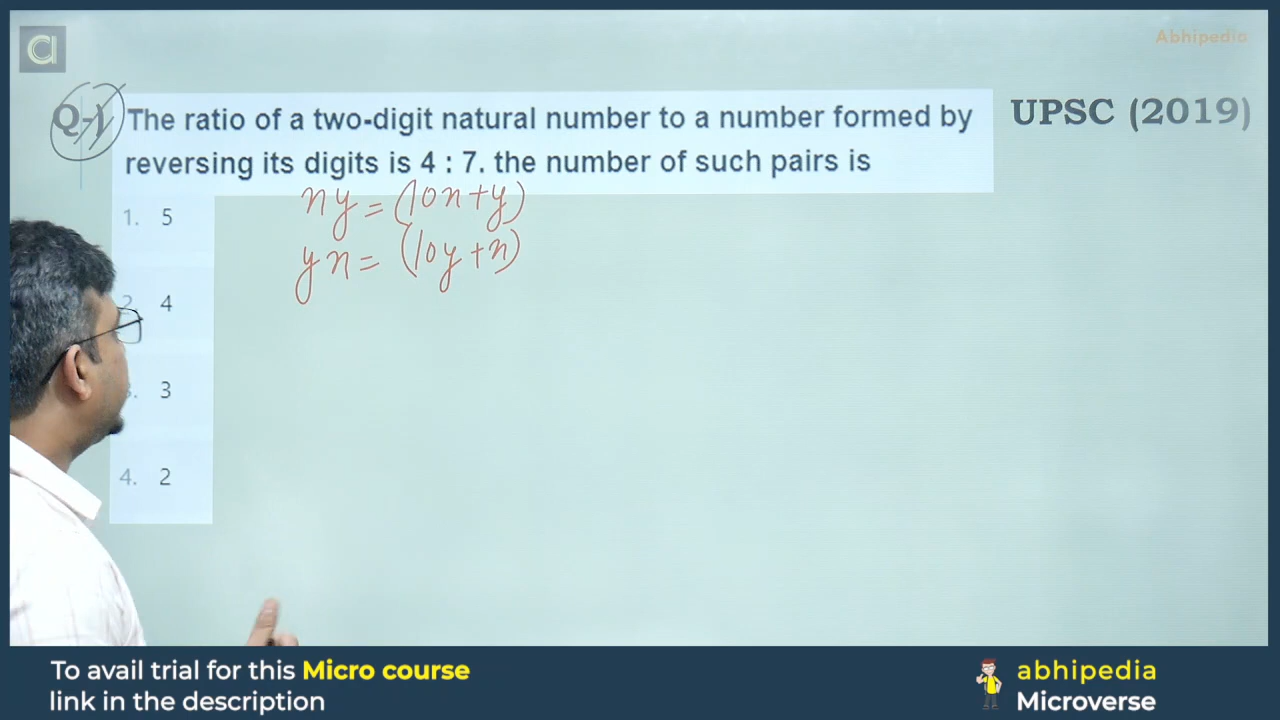 Abhipedia
Q-1 The ratio of a two-digit natural number to a number formed by
reversing its digits is 4 : 7. the number of such pairs is
UPSC (2019)
1. 5
2. 4
3. 3
4. 2
xy = (10x+y)
yx = (10y+x)
To avail trial for this Micro course
link in the description
abhipedia
Microverse